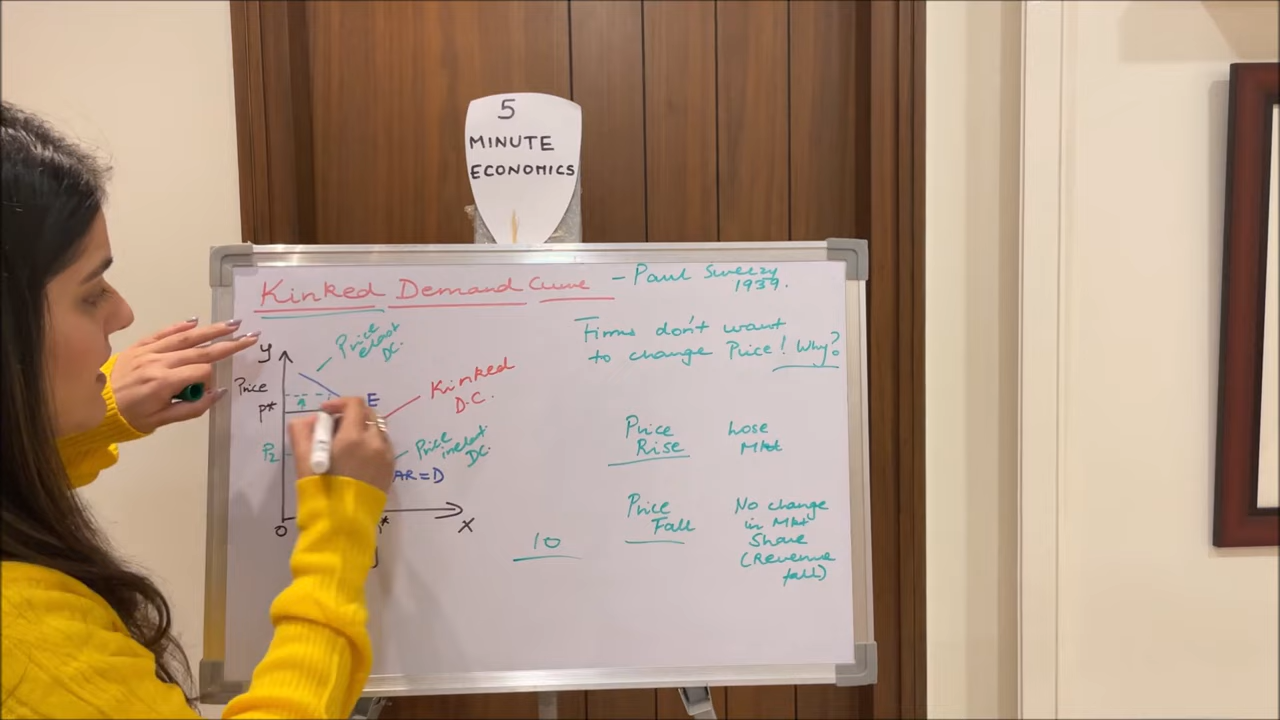 5
MINUTE
ECONOMICS
Kinked Demand Curve - Paul Sweezy
1939.
Firms don't want
to change Price! Why?
Y
Price
elast
DC.
Price
P*
E
Kinked
D.C.
P2
Price
inelast
DC.
AR = D
O
X
Price
Rise
Lose
Mkt
Price
Fall
No change
in Mkt
Share
(Revenue
fall)
10